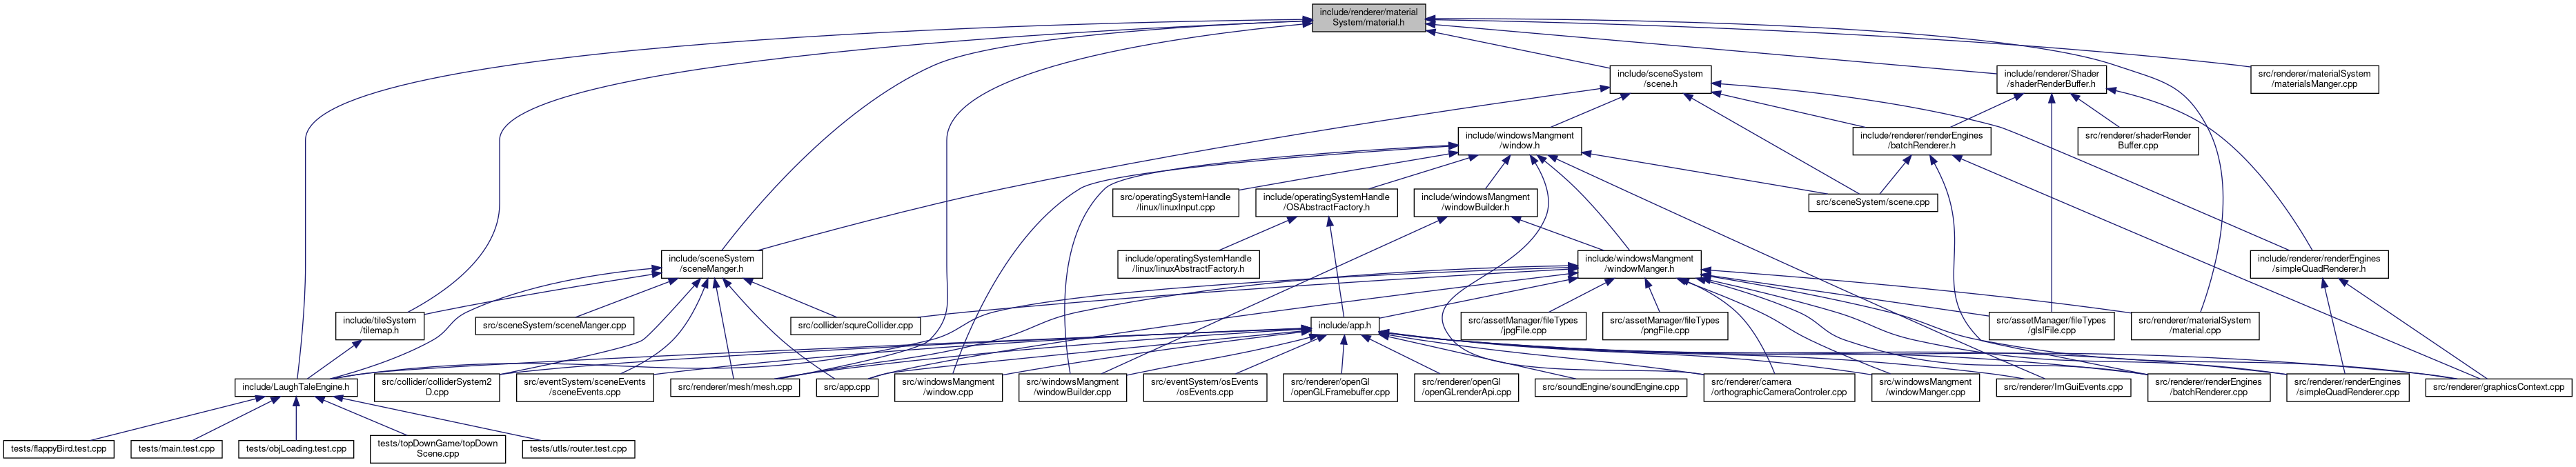 include/renderer/material
System/material.h
include/sceneSystem
/scene.h
include/renderer/Shader
/shaderRenderBuffer.h
src/renderer/materialSystem
/materialsManger.cpp
include/windowsMangment
/window.h
include/renderer/renderEngines
/batchRenderer.h
src/renderer/shaderRender
Buffer.cpp
src/operatingSystemHandle
/linux/linuxInput.cpp
include/operatingSystemHandle
/OSAbstractFactory.h
include/windowsMangment
/windowBuilder.h
src/sceneSystem/scene.cpp
include/sceneSystem
/sceneManger.h
include/operatingSystemHandle
/linux/linuxAbstractFactory.h
include/windowsMangment
/windowManger.h
include/renderer/renderEngines
/simpleQuadRenderer.h
include/tileSystem
/tilemap.h
src/sceneSystem/sceneManger.cpp
src/collider/squreCollider.cpp
include/app.h
src/assetManager/fileTypes
/jpgFile.cpp
src/assetManager/fileTypes
/pngFile.cpp
src/assetManager/fileTypes
/glslFile.cpp
src/renderer/materialSystem
/material.cpp
include/LaughTaleEngine.h
src/collider/colliderSystem2
D.cpp
src/eventSystem/sceneEvents
/sceneEvents.cpp
src/renderer/mesh/mesh.cpp
src/app.cpp
src/windowsMangment
/window.cpp
src/windowsMangment
/windowBuilder.cpp
src/eventSystem/osEvents
/osEvents.cpp
src/renderer/openGl
/openGLFramebuffer.cpp
src/renderer/openGl
/openGLrenderApi.cpp
src/soundEngine/soundEngine.cpp
src/renderer/camera
/orthographicCameraControler.cpp
src/windowsMangment
/windowManger.cpp
src/renderer/ImGuiEvents.cpp
src/renderer/renderEngines
/batchRenderer.cpp
src/renderer/renderEngines
/simpleQuadRenderer.cpp
src/renderer/graphicsContext.cpp
tests/flappyBird.test.cpp
tests/main.test.cpp
tests/objLoading.test.cpp
tests/topDownGame/topDown
Scene.cpp
tests/utls/router.test.cpp